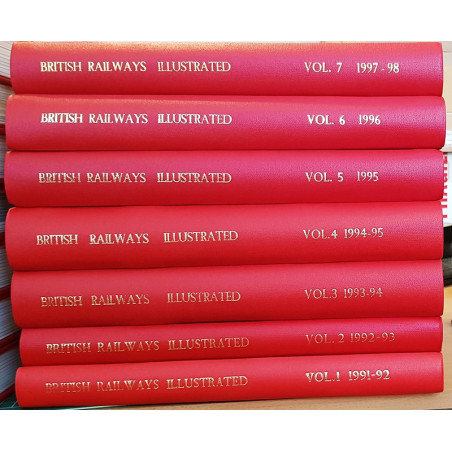 BRITISH RAILWAYS ILLUSTRATED VOL. 7 1997-98
BRITISH RAILWAYS ILLUSTRATED VOL. 6 1996
BRITISH RAILWAYS ILLUSTRATED VOL. 5 1995
BRITISH RAILWAYS ILLUSTRATED VOL.4 1994-95
BRITISH RAILWAYS ILLUSTRATED VOL.3 1993-94
BRITISH RAILWAYS ILLUSTRATED VOL. 2 1992-93
BRITISH RAILWAYS ILLUSTRATED VOL.1 1991-92